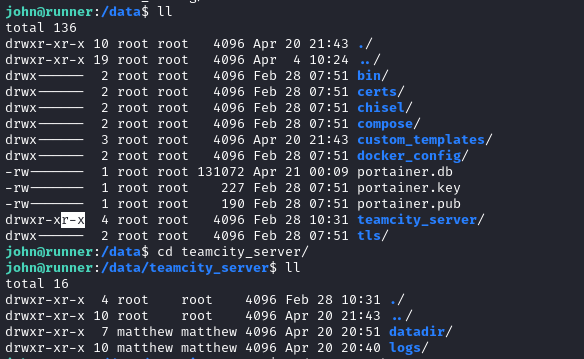 john@runner:/data$ ll
total 136
drwxr-xr-x 10 root root   4096 Apr 20 21:43 ./
drwxr-xr-x 19 root root   4096 Apr  4 10:24 ../
drwx------  2 root root   4096 Feb 28 07:51 bin/
drwx------  2 root root   4096 Feb 28 07:51 certs/
drwx------  2 root root   4096 Feb 28 07:51 chisel/
drwx------  2 root root   4096 Feb 28 07:51 compose/
drwx------  3 root root   4096 Apr 20 21:43 custom_templates/
drwx------  2 root root   4096 Feb 28 07:51 docker_config/
-rw-------  1 root root 131072 Apr 21 00:09 portainer.db
-rw-------  1 root root    227 Feb 28 07:51 portainer.key
-rw-------  1 root root    190 Feb 28 07:51 portainer.pub
drwxr-xr-x  4 root root   4096 Feb 28 10:31 teamcity_server/
drwx------  2 root root   4096 Feb 28 07:51 tls/
john@runner:/data$ cd teamcity_server/
john@runner:/data/teamcity_server$ ll
total 16
drwxr-xr-x  4 root    root    4096 Feb 28 10:31 ./
drwxr-xr-x 10 root    root    4096 Apr 20 21:43 ../
drwxr-xr-x  7 matthew matthew 4096 Apr 20 20:51 datadir/
drwxr-xr-x 10 matthew matthew 4096 Apr 20 20:40 logs/